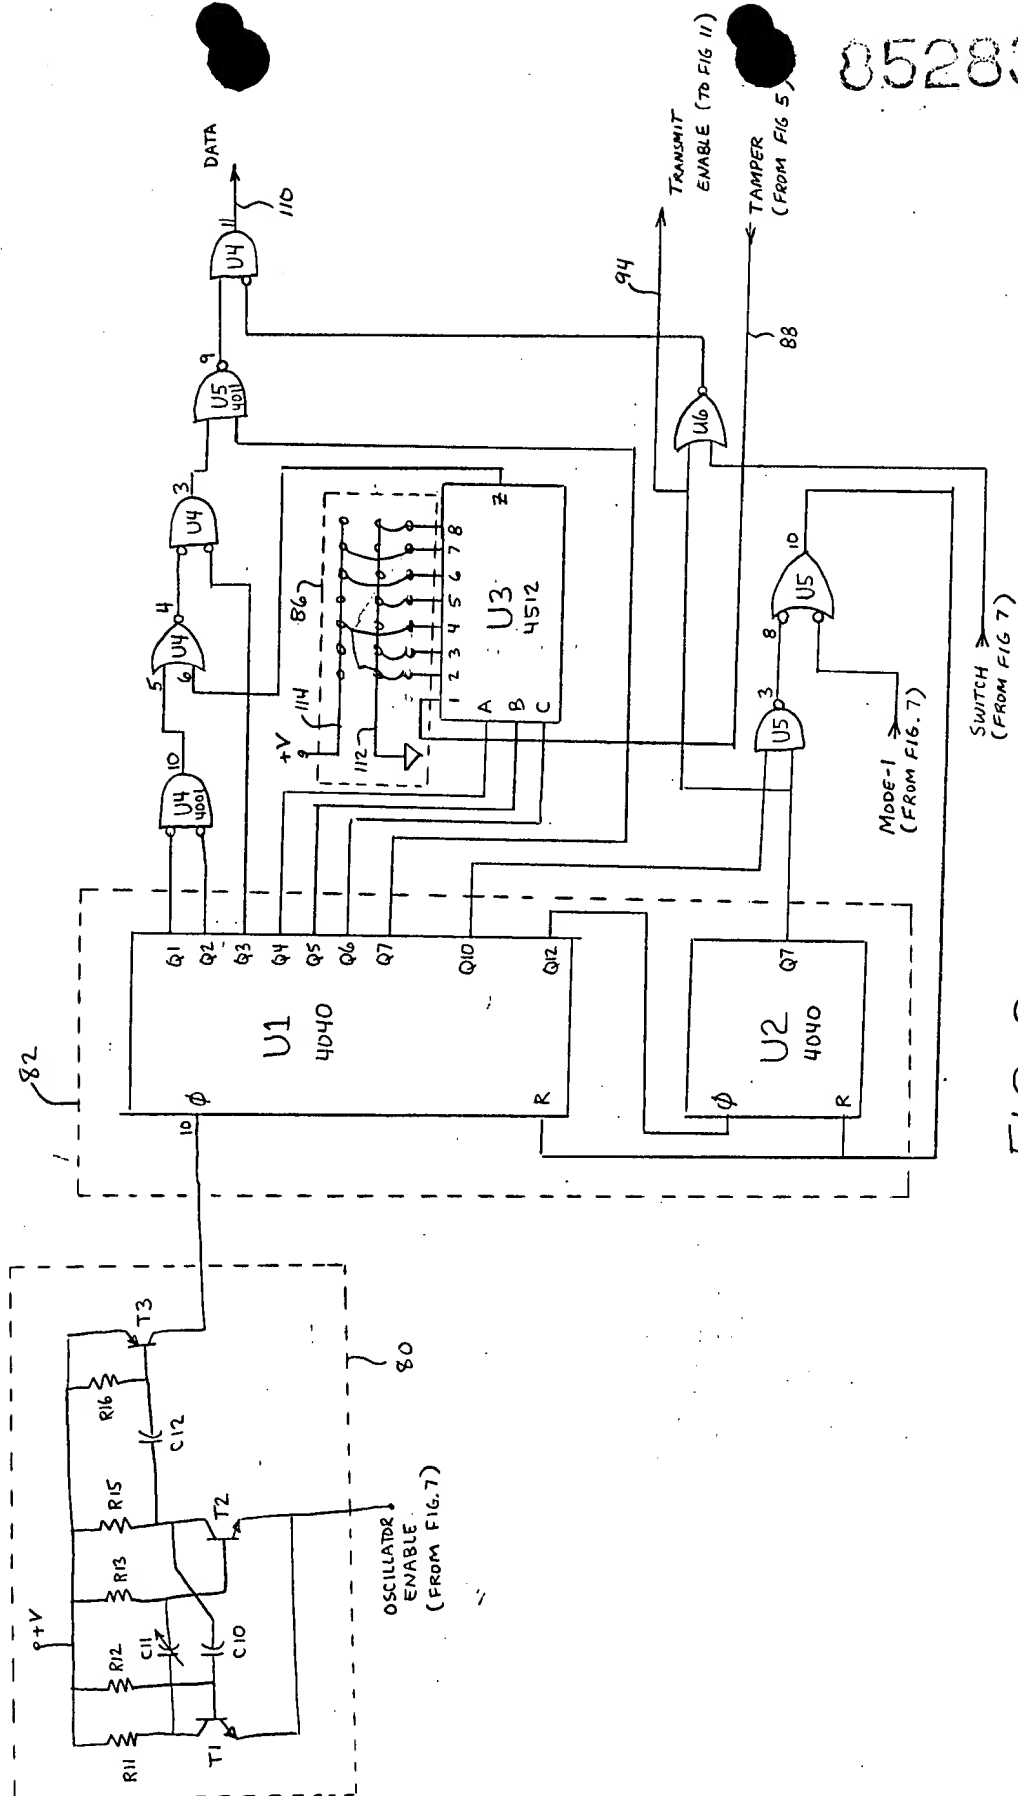 85283
DATA
110
11
U4
9
U5
4011
3
U4
4
U4
5
6
10
U4
4001
TRANSMIT
ENABLE (TO FIG 11)
94
TAMPER
(FROM FIG 5)
88
U6
86
+V
114
112
1 2 3 4 5 6 7 8
Z
U3
4512
A
B
C
10
U5
8
3
U5
MODE-1
(FROM FIG. 7)
SWITCH
(FROM FIG 7)
82
Q1
Q2
Q3
Q4
Q5
Q6
Q7
Q10
Q12
U1
4040
10
Φ
R
U2
4040
Q7
Φ
R
80
+V
R11
R12
R13
R15
R16
C11
C10
C12
T1
T2
T3
OSCILLATOR
ENABLE
(FROM FIG. 7)